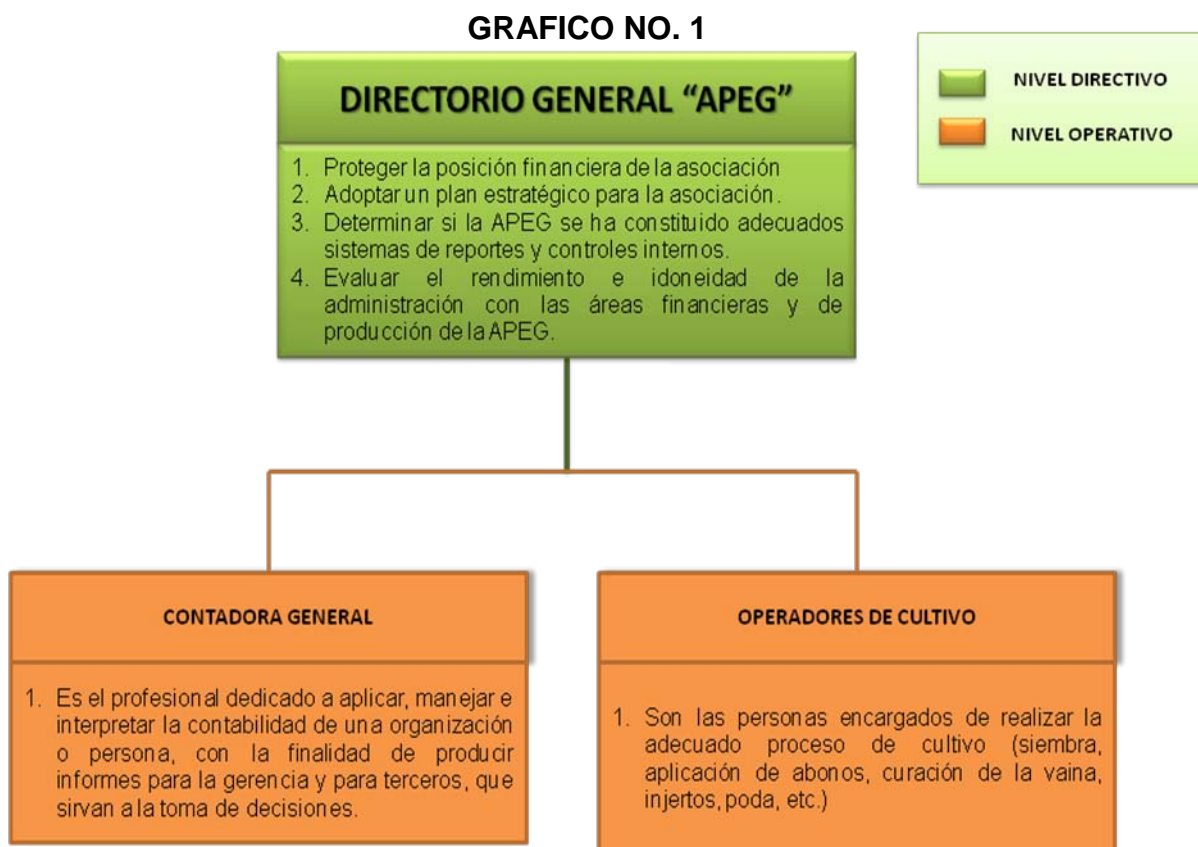 GRAFICO NO. 1
DIRECTORIO GENERAL “APEG”
1. Proteger la posición financiera de la asociación
2. Adoptar un plan estratégico para la asociación.
3. Determinar si la APEG se ha constituido adecuados
sistemas de reportes y controles internos.
4. Evaluar el rendimiento e idoneidad de la
administración con las áreas financieras y de
producción de la APEG.
NIVEL DIRECTIVO
NIVEL OPERATIVO
CONTADORA GENERAL
1. Es el profesional dedicado a aplicar, manejar e
interpretar la contabilidad de una organización
o persona, con la finalidad de producir
informes para la gerencia y para terceros, que
sirvan a la toma de decisiones.
OPERADORES DE CULTIVO
1. Son las personas encargados de realizar la
adecuado proceso de cultivo (siembra,
aplicación de abonos, curación de la vaina,
injertos, poda, etc.)